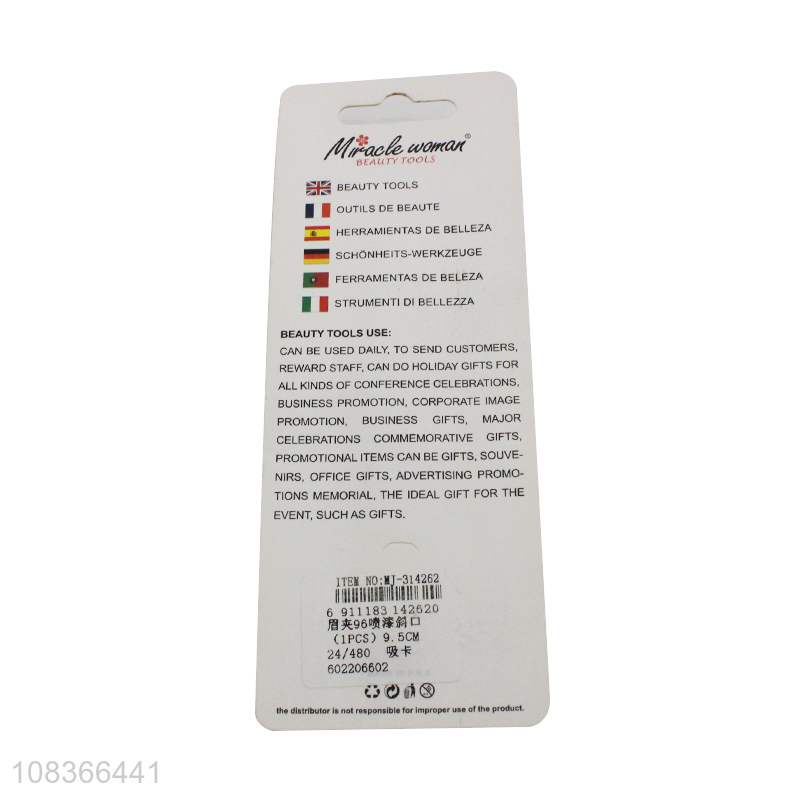 Miracle woman®
BEAUTY TOOLS
BEAUTY TOOLS
OUTILS DE BEAUTE
HERRAMIENTAS DE BELLEZA
SCHÖNHEITS-WERKZEUGE
FERRAMENTAS DE BELEZA
STRUMENTI DI BELLEZZA
BEAUTY TOOLS USE:
CAN BE USED DAILY, TO SEND CUSTOMERS,
REWARD STAFF, CAN DO HOLIDAY GIFTS FOR
ALL KINDS OF CONFERENCE CELEBRATIONS,
BUSINESS PROMOTION, CORPORATE IMAGE
PROMOTION, BUSINESS GIFTS, MAJOR
CELEBRATIONS COMMEMORATIVE GIFTS,
PROMOTIONAL ITEMS CAN BE GIFTS, SOUVE-
NIRS, OFFICE GIFTS, ADVERTISING PROMO-
TIONS MEMORIAL, THE IDEAL GIFT FOR THE
EVENT, SUCH AS GIFTS.
ITEM NO:MJ-314262
6 911183 142620
眉夹96喷漆斜口
(1PCS) 9.5CM
24/480 吸卡
602206602
the distributor is not responsible for improper use of the product.
108366441